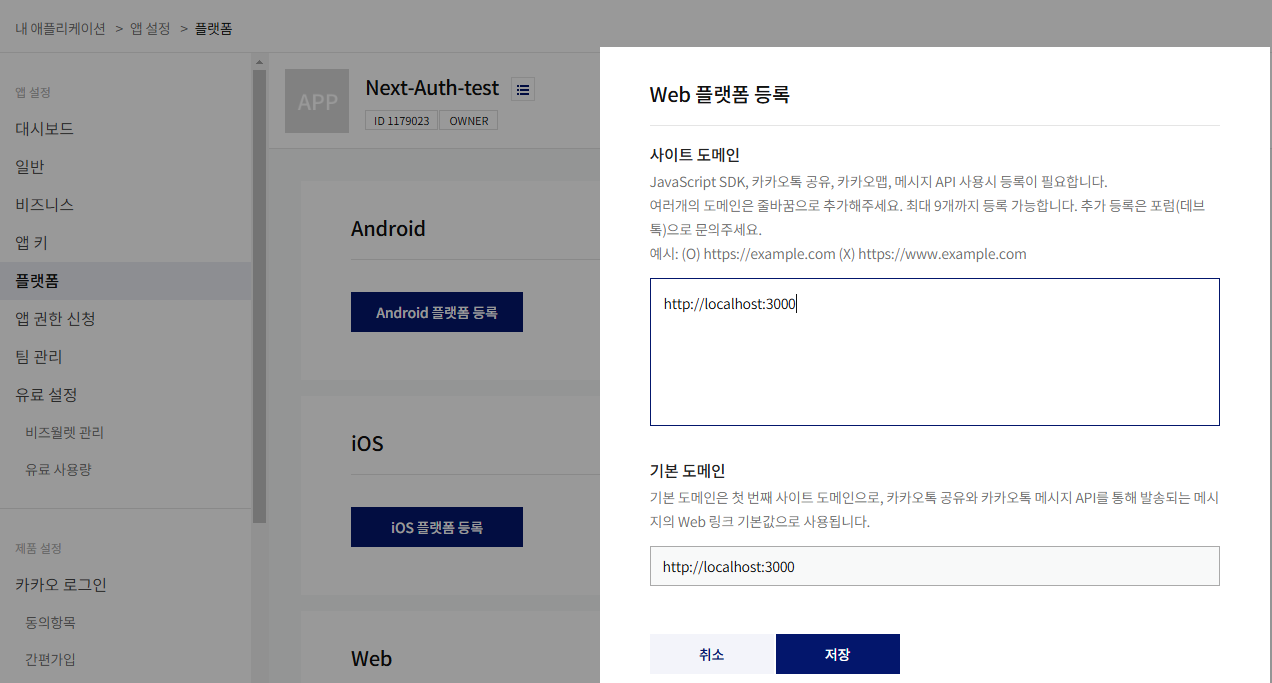 내 애플리케이션 > 앱 설정 > 플랫폼
앱 설정
대시보드
일반
비즈니스
앱 키
플랫폼
앱 권한 신청
팀 관리
유료 설정
비즈월렛 관리
유료 사용량
제품 설정
카카오 로그인
동의항목
간편가입
APP
Next-Auth-test
ID 1179023
OWNER
Android
Android 플랫폼 등록
iOS
iOS 플랫폼 등록
Web
Web 플랫폼 등록
사이트 도메인
JavaScript SDK, 카카오톡 공유, 카카오맵, 메시지 API 사용시 등록이 필요합니다.
여러개의 도메인은 줄바꿈으로 추가해주세요. 최대 9개까지 등록 가능합니다. 추가 등록은 포럼(데브
톡)으로 문의주세요.
예시: (O) https://example.com (X) https://www.example.com
http://localhost:3000
기본 도메인
기본 도메인은 첫 번째 사이트 도메인으로, 카카오톡 공유와 카카오톡 메시지 API를 통해 발송되는 메시
지의 Web 링크 기본값으로 사용됩니다.
http://localhost:3000
취소
저장